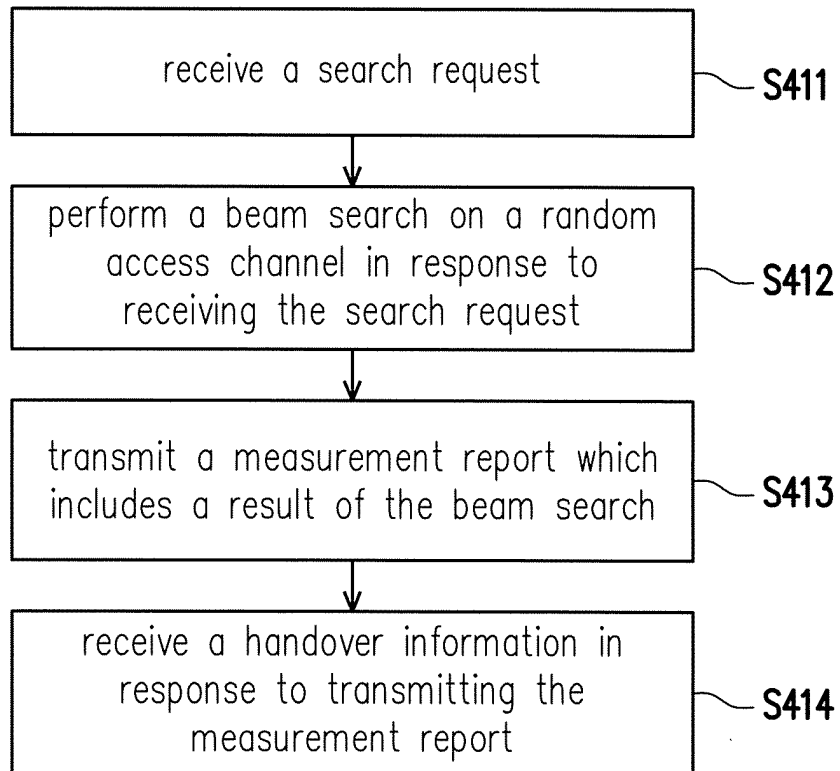 receive a search request
S411
perform a beam search on a random
access channel in response to
receiving the search request
S412
transmit a measurement report which
includes a result of the beam search
S413
receive a handover information in
response to transmitting the
measurement report
S414